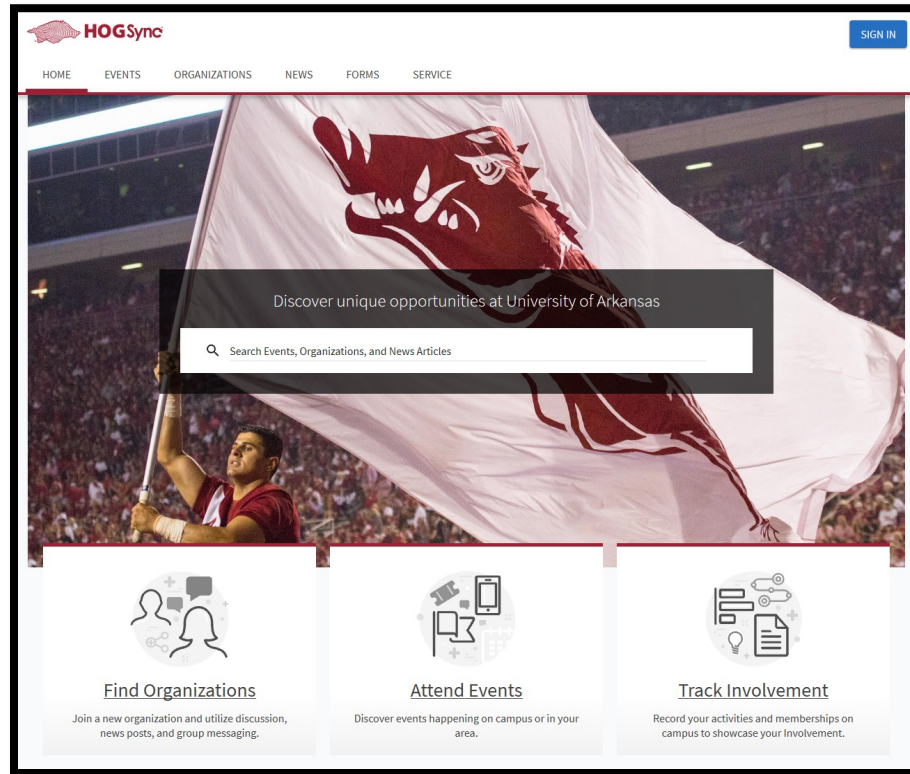 HOGSync
SIGN IN
HOME EVENTS ORGANIZATIONS NEWS FORMS SERVICE
Discover unique opportunities at University of Arkansas
Search Events, Organizations, and News Articles
Find Organizations
Join a new organization and utilize discussion,
news posts, and group messaging.
Attend Events
Discover events happening on campus or in your
area.
Track Involvement
Record your activities and memberships on
campus to showcase your Involvement.